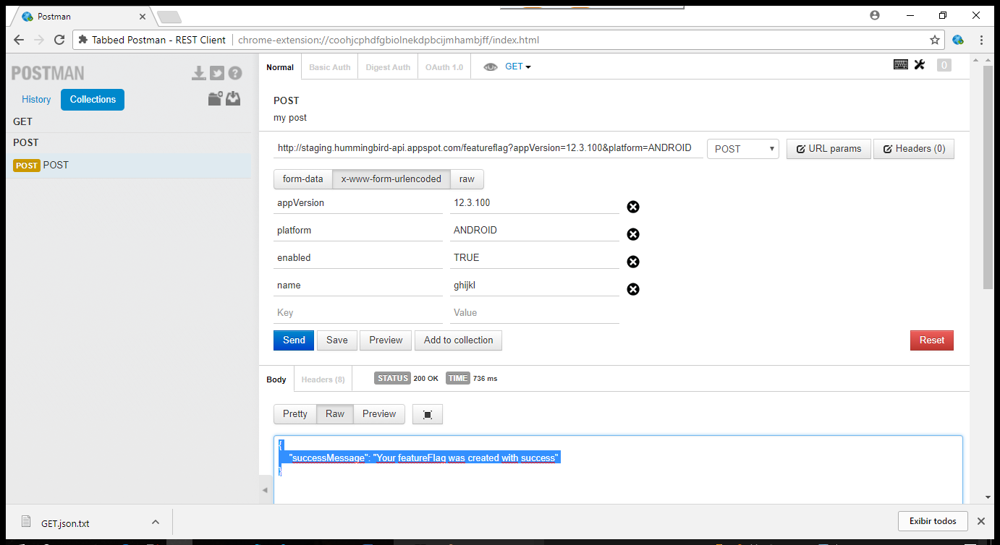 Postman
Tabbed Postman - REST Client chrome-extension://coohjcphdfgbiolnekdpbcijmhambjff/index.html
POSTMAN
History Collections
GET
POST
POST POST
Normal Basic Auth Digest Auth OAuth 1.0 GET 0
POST
my post
http://staging.hummingbird-api.appspot.com/featureflag?appVersion=12.3.100&platform=ANDROID POST URL params Headers (0)
form-data x-www-form-urlencoded raw
appVersion 12.3.100
platform ANDROID
enabled TRUE
name ghijkl
Key Value
Send Save Preview Add to collection Reset
Body Headers (8) STATUS 200 OK TIME 736 ms
Pretty Raw Preview
{
"successMessage": "Your featureFlag was created with success"
}
GET.json.txt Exibir todos